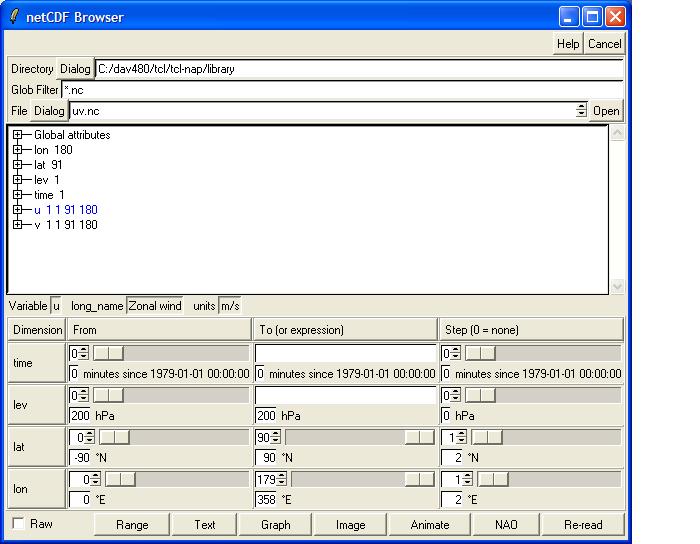 netCDF Browser
Help Cancel
Directory Dialog C:/dav480/tcl/tcl-nap/library
Glob Filter *.nc
File Dialog uv.nc Open
Global attributes
lon 180
lat 91
lev 1
time 1
u 1 1 91 180
v 1 1 91 180
Variable u long_name Zonal wind units m/s
Dimension From To (or expression) Step (0 = none)
time 0 0
0 minutes since 1979-01-01 00:00:00 0 minutes since 1979-01-01 00:00:00 0 minutes since 1979-01-01 00:00:00
lev 0 0
200 hPa 200 hPa 0 hPa
lat 0 90 1
-90 °N 90 °N 2 °N
lon 0 179 1
0 °E 358 °E 2 °E
Raw Range Text Graph Image Animate NAO Re-read